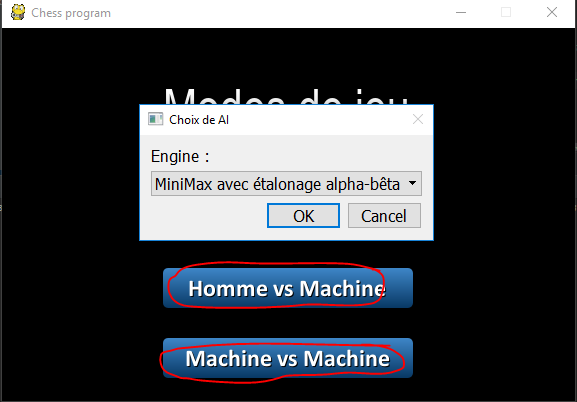 Chess program
Modes de jeu
Choix de AI
Engine :
MiniMax avec étalonage alpha-bêta
OK
Cancel
Homme vs Machine
Machine vs Machine